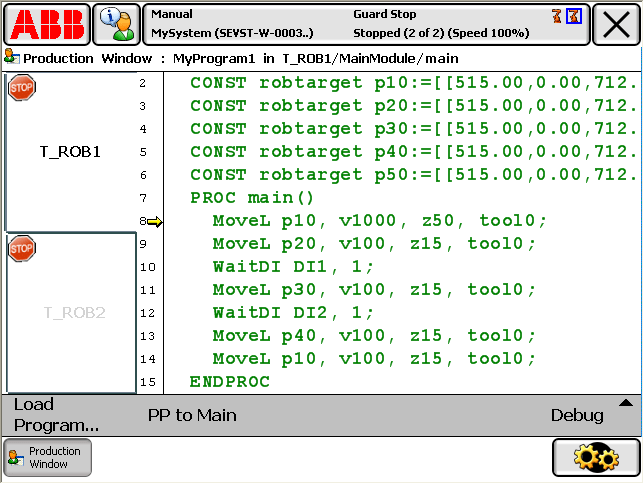 ABB
Manual
Guard Stop
MySystem (SEVST-W-0003..)
Stopped (2 of 2) (Speed 100%)
Production Window : MyProgram1 in T_ROB1/MainModule/main
STOP
T_ROB1
STOP
T_ROB2
2 CONST robtarget p10:=[[515.00,0.00,712.
3 CONST robtarget p20:=[[515.00,0.00,712.
4 CONST robtarget p30:=[[515.00,0.00,712.
5 CONST robtarget p40:=[[515.00,0.00,712.
6 CONST robtarget p50:=[[515.00,0.00,712.
7 PROC main()
8 MoveL p10, v1000, z50, tool0;
9 MoveL p20, v100, z15, tool0;
10 WaitDI DI1, 1;
11 MoveL p30, v100, z15, tool0;
12 WaitDI DI2, 1;
13 MoveL p40, v100, z15, tool0;
14 MoveL p10, v100, z15, tool0;
15 ENDPROC
Load
Program...
PP to Main
Debug
Production
Window